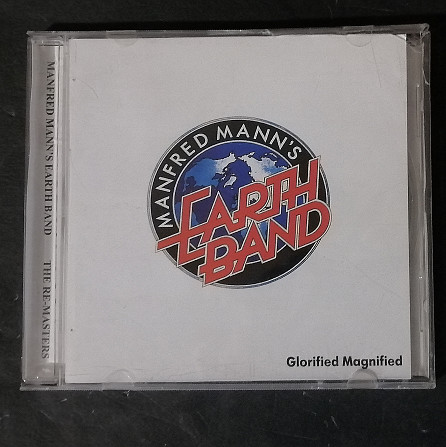 MANFRED MANN'S EARTH BAND THE RE-MASTERS
MANFRED MANN'S
EARTH
BAND
Glorified Magnified